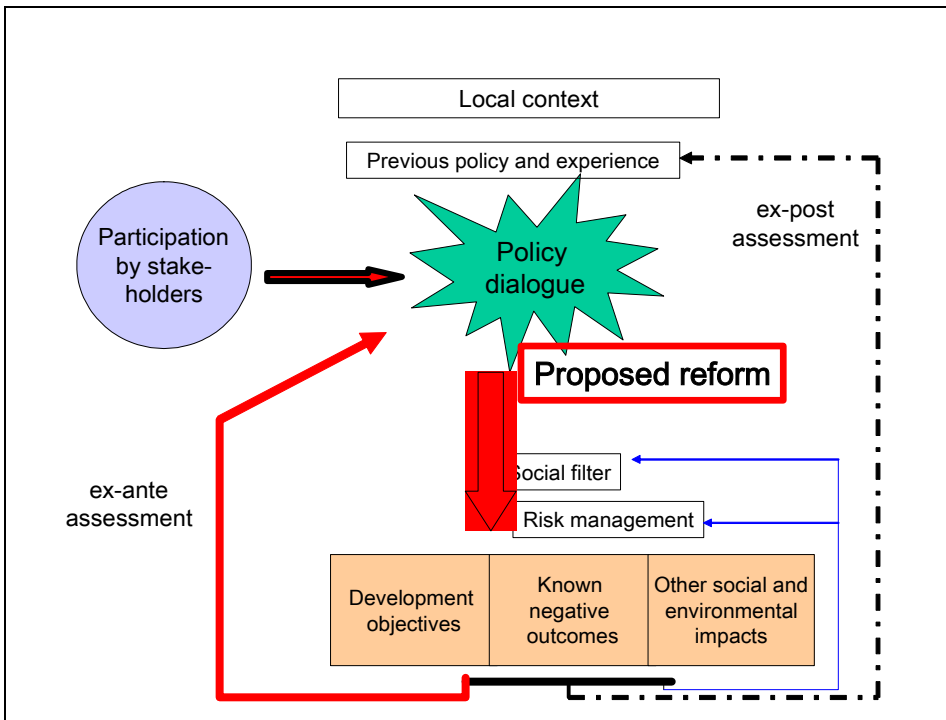 Local context
Previous policy and experience
ex-post
assessment
Participation
by stake-
holders
Policy
dialogue
Proposed reform
Social filter
Risk management
ex-ante
assessment
Development
objectives
Known
negative
outcomes
Other social and
environmental
impacts